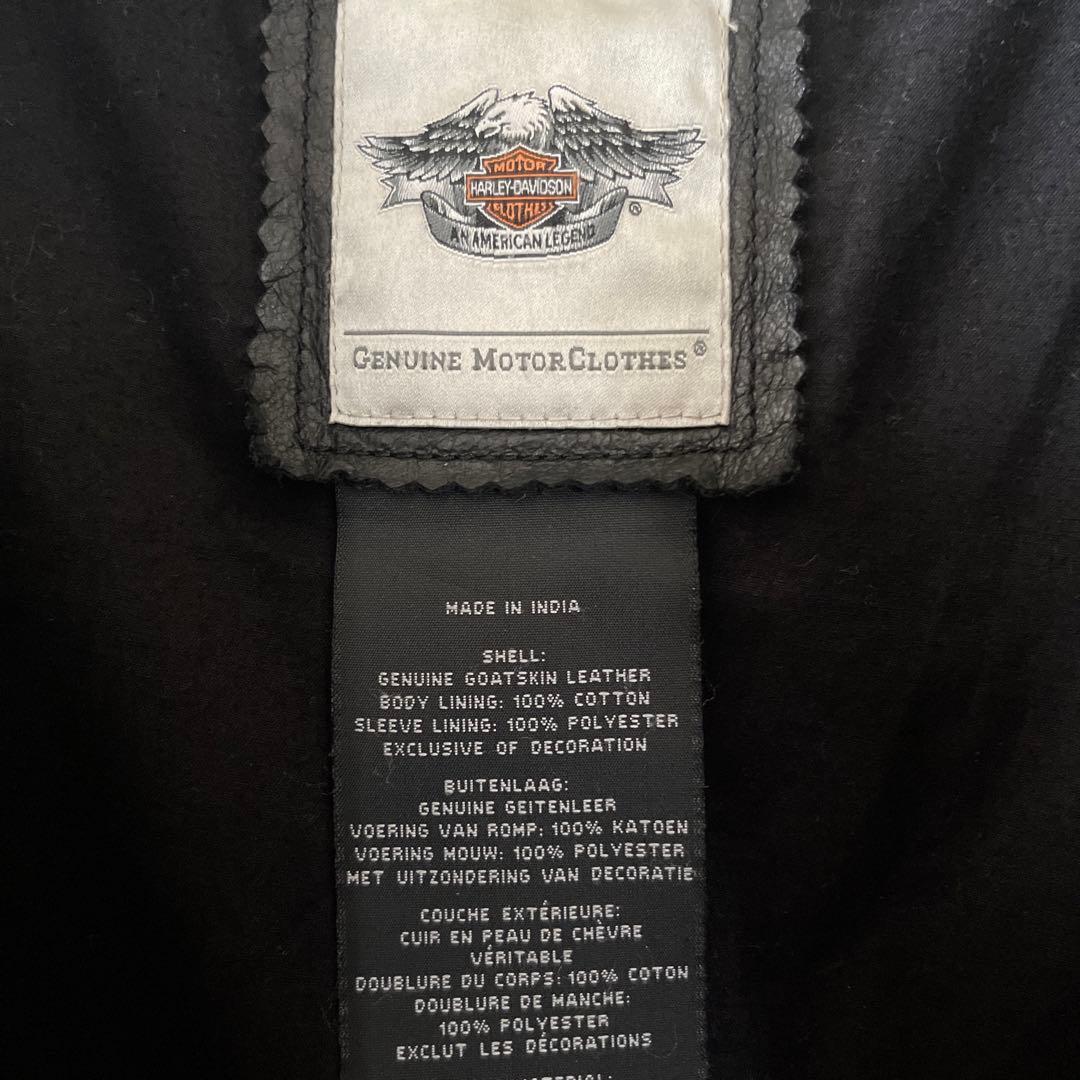 MOTOR
HARLEY-DAVIDSON
CLOTHES
®
AN AMERICAN LEGEND
GENUINE MOTORCLOTHES®
MADE IN INDIA
SHELL:
GENUINE GOATSKIN LEATHER
BODY LINING: 100% COTTON
SLEEVE LINING: 100% POLYESTER
EXCLUSIVE OF DECORATION
BUITENLAAG:
GENUINE GEITENLEER
VOERING VAN ROMP: 100% KATOEN
VOERING MOUW: 100% POLYESTER
MET UITZONDERING VAN DECORATIE
COUCHE EXTÉRIEURE:
CUIR EN PEAU DE CHÈVRE
VÉRITABLE
DOUBLURE DU CORPS: 100% COTON
DOUBLURE DE MANCHE:
100% POLYESTER
EXCLUT LES DÉCORATIONS